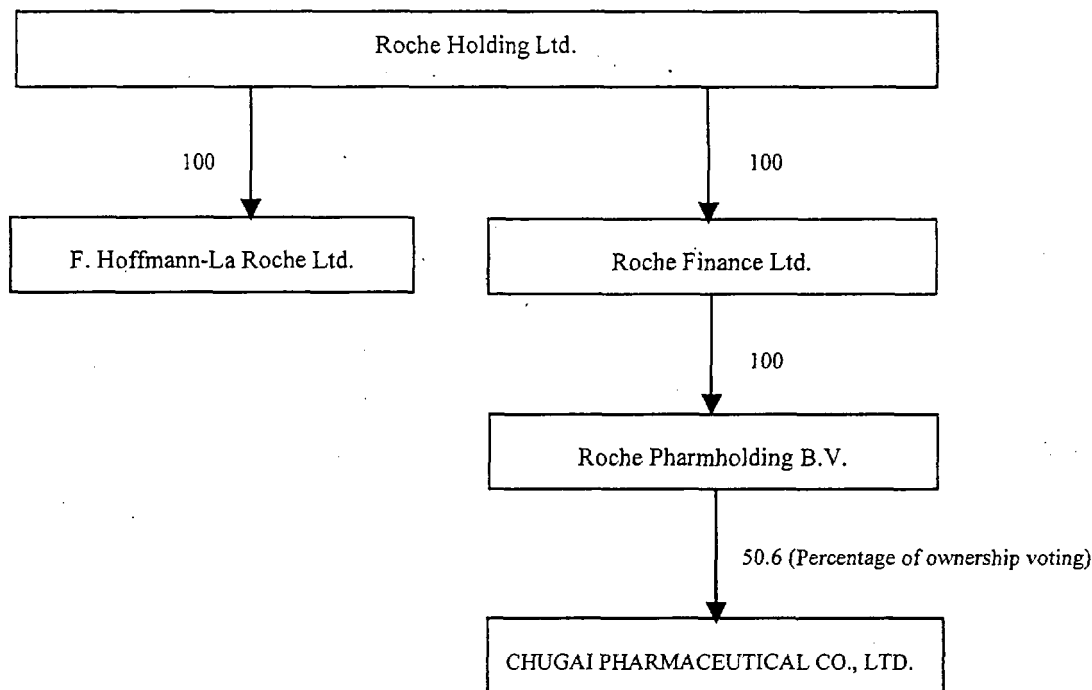 Roche Holding Ltd.
100
100
F. Hoffmann-La Roche Ltd.
Roche Finance Ltd.
100
Roche Pharmholding B.V.
50.6 (Percentage of ownership voting)
CHUGAI PHARMACEUTICAL CO., LTD.